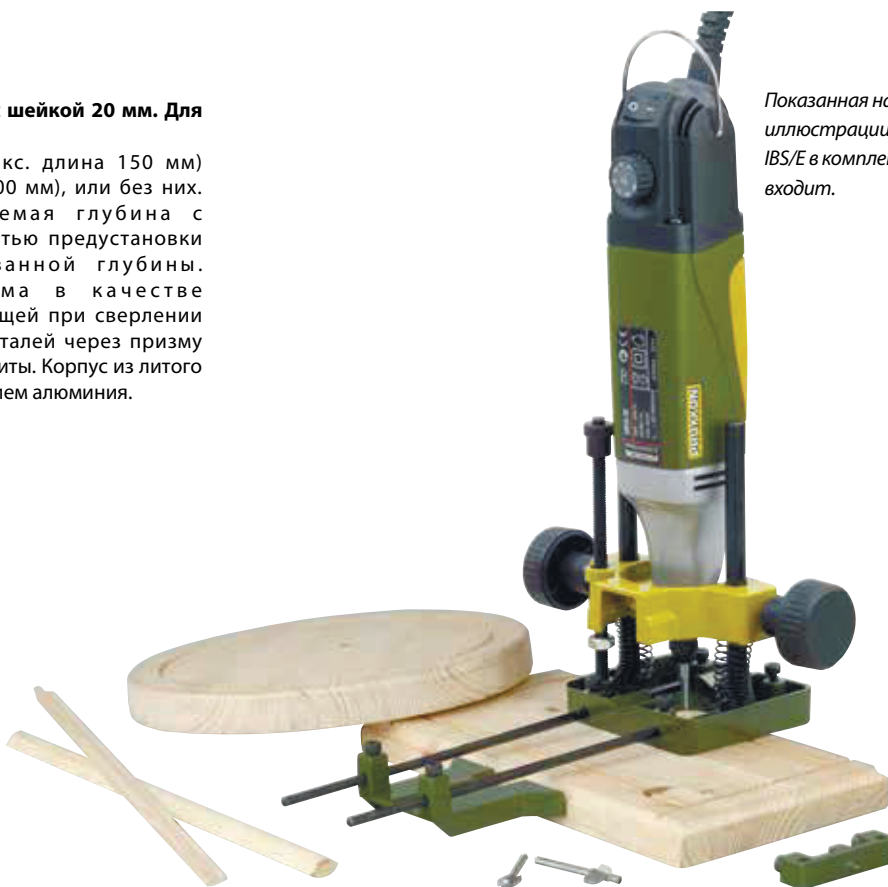 шейкой 20 мм. Для
кс. длина 150 мм)
00 мм), или без них.
емая глубина с
тью предустановки
ванной глубины.
ма в качестве
щей при сверлении
талей через призму
иты. Корпус из литого
ием алюминия.
Показанная на
иллюстрации
IBS/E в комплек
входит.
PROXXON